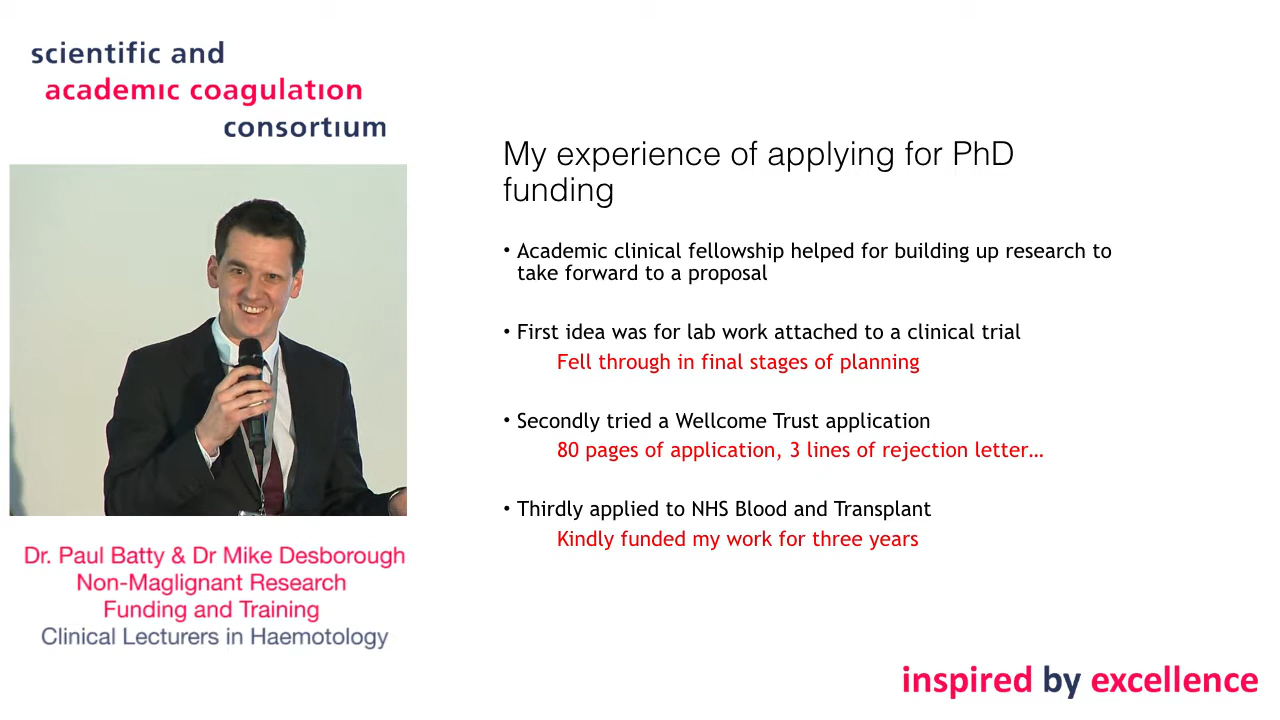 scientific and
academic coagulation
consortium
My experience of applying for PhD
funding
• Academic clinical fellowship helped for building up research to
take forward to a proposal
• First idea was for lab work attached to a clinical trial
Fell through in final stages of planning
• Secondly tried a Wellcome Trust application
80 pages of application, 3 lines of rejection letter…
• Thirdly applied to NHS Blood and Transplant
Kindly funded my work for three years
Dr. Paul Batty & Dr Mike Desborough
Non-Maglignant Research
Funding and Training
Clinical Lecturers in Haemotology
inspired by excellence